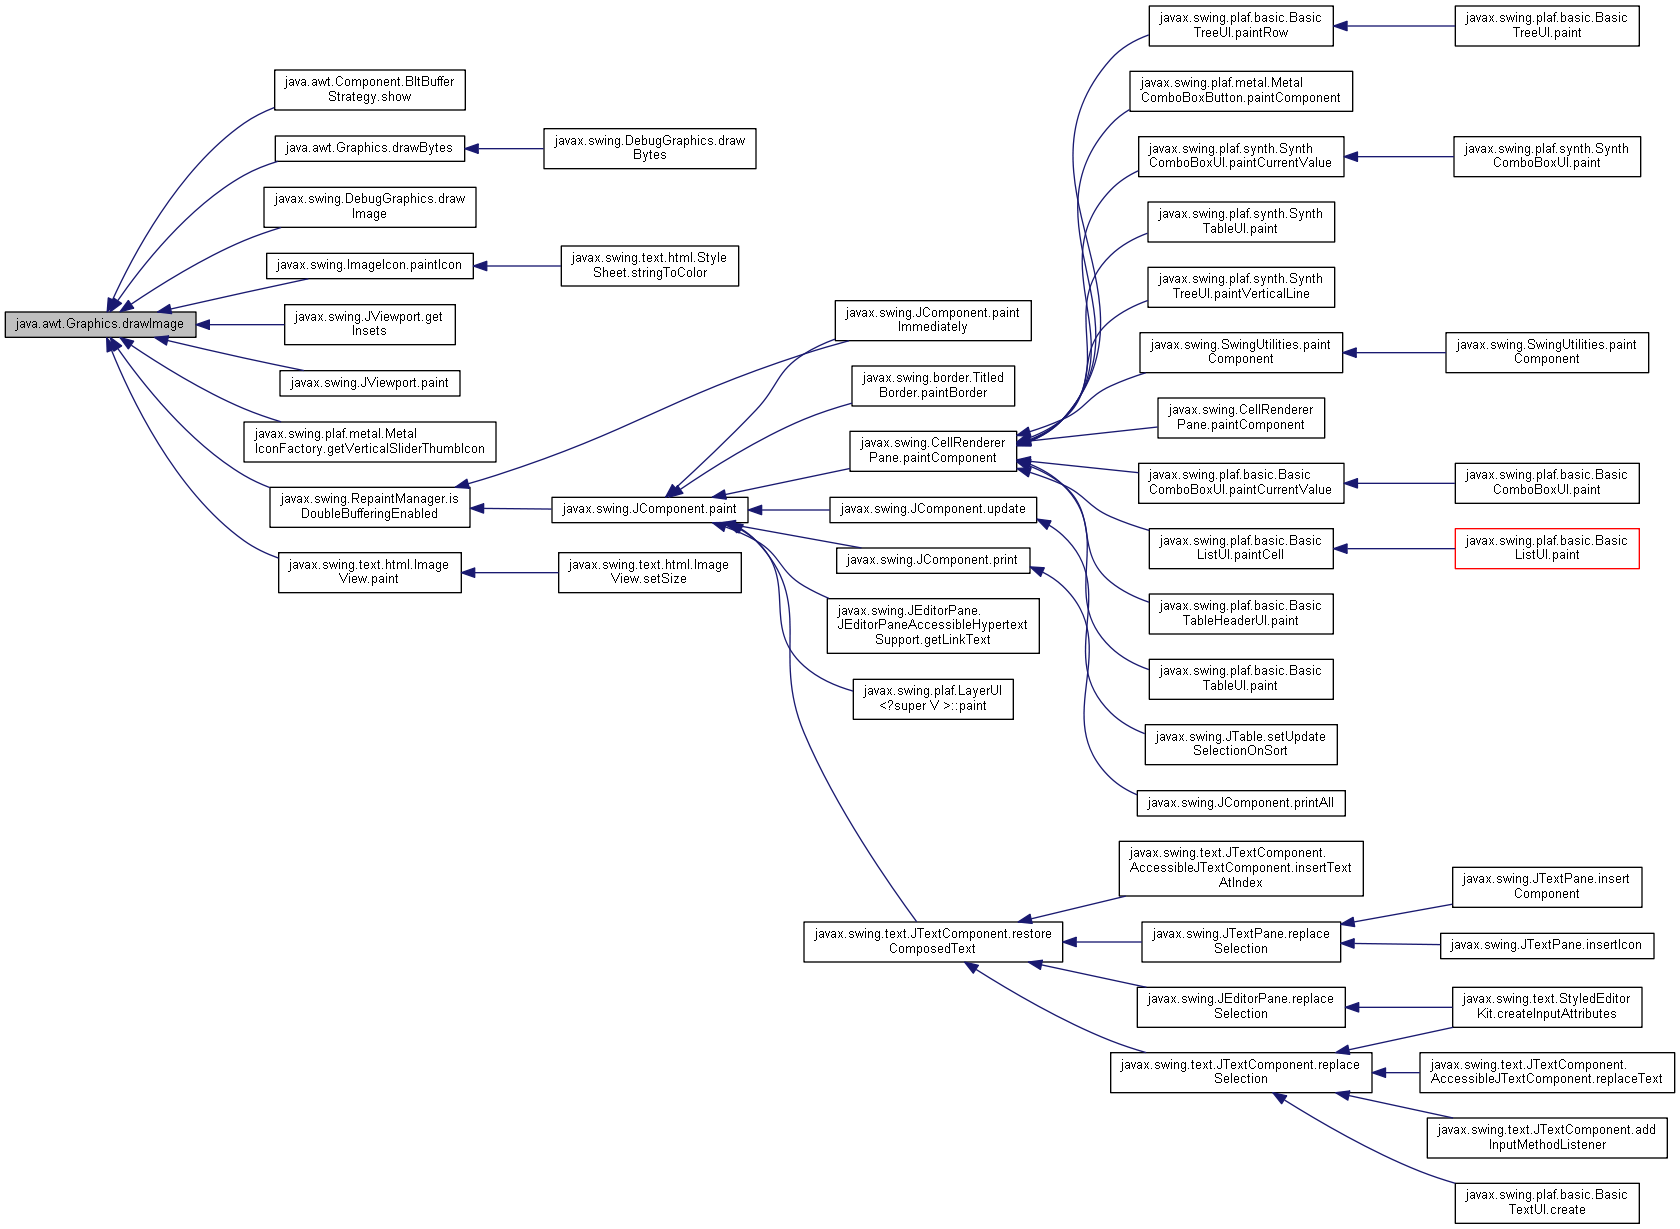 java.awt.Graphics.drawImage
java.awt.Component.BltBuffer
Strategy.show
java.awt.Graphics.drawBytes
javax.swing.DebugGraphics.draw
Image
javax.swing.ImageIcon.paintIcon
javax.swing.JViewport.get
Insets
javax.swing.JViewport.paint
javax.swing.plaf.metal.Metal
IconFactory.getVerticalSliderThumbIcon
javax.swing.RepaintManager.is
DoubleBufferingEnabled
javax.swing.text.html.Image
View.paint
javax.swing.DebugGraphics.draw
Bytes
javax.swing.text.html.Style
Sheet.stringToColor
javax.swing.JComponent.paint
javax.swing.text.html.Image
View.setSize
javax.swing.JComponent.paint
Immediately
javax.swing.border.Titled
Border.paintBorder
javax.swing.CellRenderer
Pane.paintComponent
javax.swing.JComponent.update
javax.swing.JComponent.print
javax.swing.JEditorPane.
JEditorPaneAccessibleHypertext
Support.getLinkText
javax.swing.plaf.LayerUI
<?super V >::paint
javax.swing.text.JTextComponent.restore
ComposedText
javax.swing.plaf.basic.Basic
TreeUI.paintRow
javax.swing.plaf.metal.Metal
ComboBoxButton.paintComponent
javax.swing.plaf.synth.Synth
ComboBoxUI.paintCurrentValue
javax.swing.plaf.synth.Synth
TableUI.paint
javax.swing.plaf.synth.Synth
TreeUI.paintVerticalLine
javax.swing.SwingUtilities.paint
Component
javax.swing.CellRenderer
Pane.paintComponent
javax.swing.plaf.basic.Basic
ComboBoxUI.paintCurrentValue
javax.swing.plaf.basic.Basic
ListUI.paintCell
javax.swing.plaf.basic.Basic
TableHeaderUI.paint
javax.swing.plaf.basic.Basic
TableUI.paint
javax.swing.JTable.setUpdate
SelectionOnSort
javax.swing.JComponent.printAll
javax.swing.text.JTextComponent.
AccessibleJTextComponent.insertText
AtIndex
javax.swing.JTextPane.replace
Selection
javax.swing.JEditorPane.replace
Selection
javax.swing.text.JTextComponent.replace
Selection
javax.swing.plaf.basic.Basic
TreeUI.paint
javax.swing.plaf.synth.Synth
ComboBoxUI.paint
javax.swing.SwingUtilities.paint
Component
javax.swing.plaf.basic.Basic
ComboBoxUI.paint
javax.swing.plaf.basic.Basic
ListUI.paint
javax.swing.JTextPane.insert
Component
javax.swing.JTextPane.insertIcon
javax.swing.text.StyledEditor
Kit.createInputAttributes
javax.swing.text.JTextComponent.
AccessibleJTextComponent.replaceText
javax.swing.text.JTextComponent.add
InputMethodListener
javax.swing.plaf.basic.Basic
TextUI.create